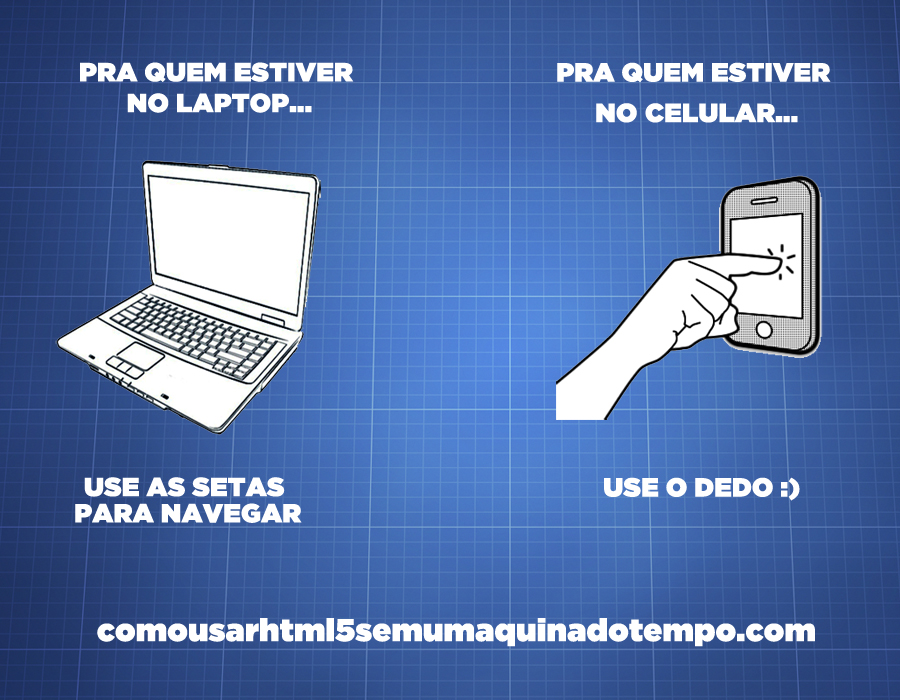 PRA QUEM ESTIVER
NO LAPTOP...
PRA QUEM ESTIVER
NO CELULAR...
USE AS SETAS
PARA NAVEGAR
USE O DEDO :)
comousarhtml5semumaquinadotempo.com